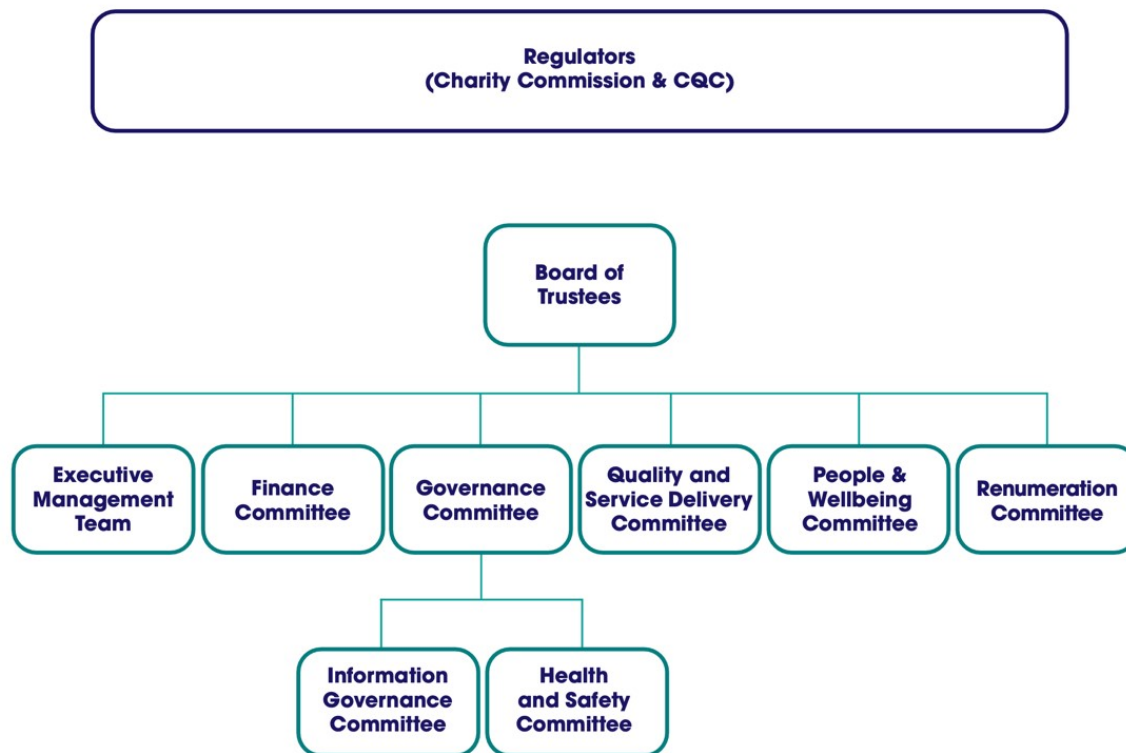 Regulators
(Charity Commission & CQC)
Board of
Trustees
Executive
Management
Team
Finance
Committee
Governance
Committee
Quality and
Service Delivery
Committee
People &
Wellbeing
Committee
Renumeration
Committee
Information
Governance
Committee
Health
and Safety
Committee